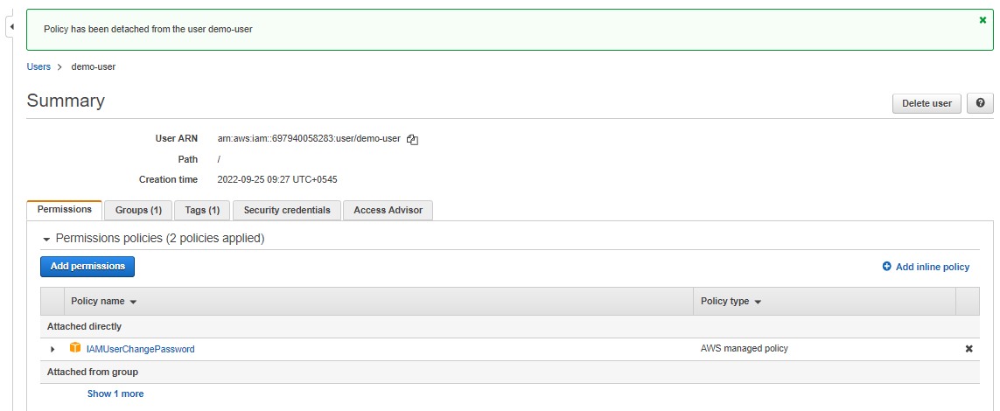 Policy has been detached from the user demo-user
Users > demo-user
Summary
Delete user
?
User ARN arn:aws:iam::697940058283:user/demo-user
Path /
Creation time 2022-09-25 09:27 UTC+0545
Permissions Groups (1) Tags (1) Security credentials Access Advisor
Permissions policies (2 policies applied)
Add permissions Add inline policy
Policy name Policy type
Attached directly
IAMUserChangePassword AWS managed policy
Attached from group
Show 1 more